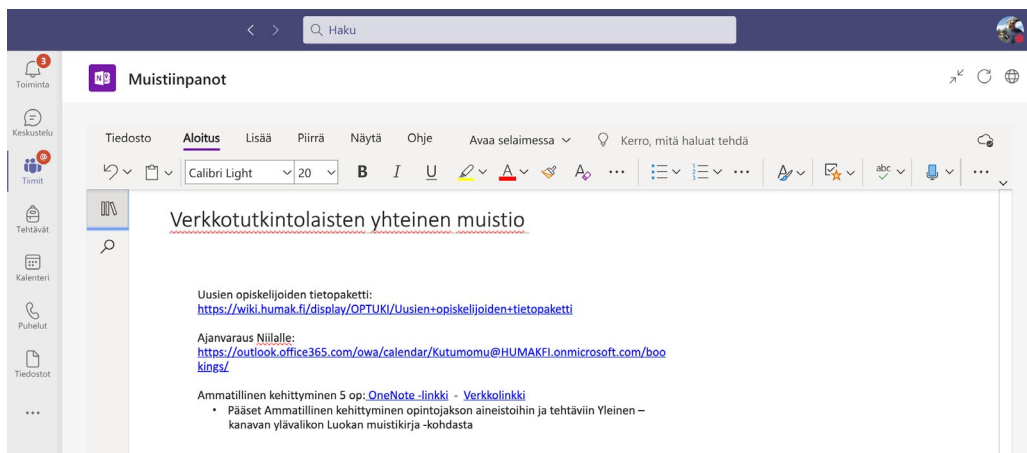 Haku
3
Toiminta
Keskustelu
Tiimit
Tehtävät
Kalenteri
Puhelut
Tiedostot
N
Muistiinpanot
Tiedosto Aloitus Lisää Piirrä Näytä Ohje Avaa selaimessa Kerro, mitä haluat tehdä
Calibri Light 20 B I U A A abc
Verkkotutkintolaisten yhteinen muistio
Uusien opiskelijoiden tietopaketti:
https://wiki.humak.fi/display/OPTUKI/Uusien+opiskelijoiden+tietopaketti
Ajanvaraus Niilalle:
https://outlook.office365.com/owa/calendar/Kutumomu@HUMAKFI.onmicrosoft.com/boo
kings/
Ammatillinen kehittyminen 5 op: OneNote -linkki - Verkkolinkki
• Pääset Ammatillinen kehittyminen opintojakson aineistoihin ja tehtäviin Yleinen –
kanavan ylävalikon Luokan muistikirja -kohdasta